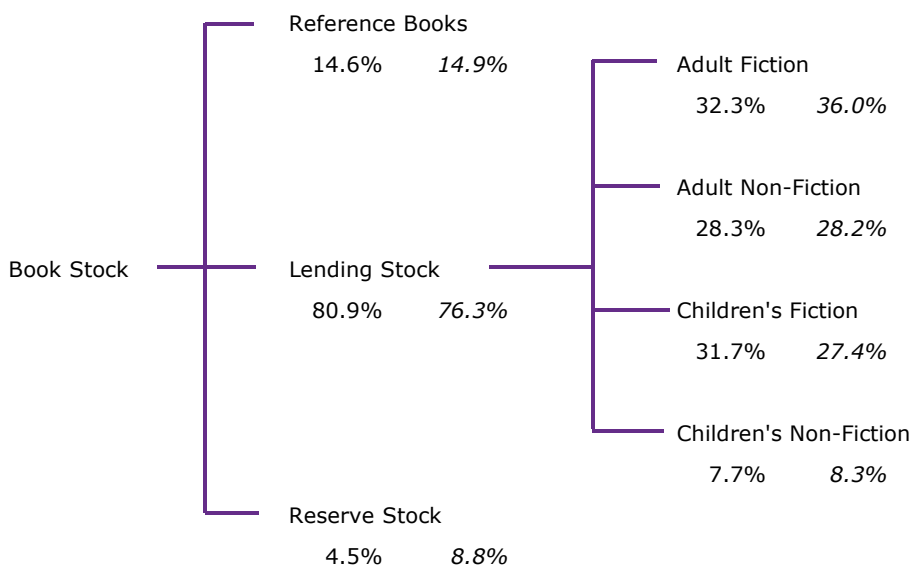 Reference Books
14.6% 14.9%
Adult Fiction
32.3% 36.0%
Adult Non-Fiction
28.3% 28.2%
Book Stock
Lending Stock
80.9% 76.3%
Children's Fiction
31.7% 27.4%
Children's Non-Fiction
7.7% 8.3%
Reserve Stock
4.5% 8.8%